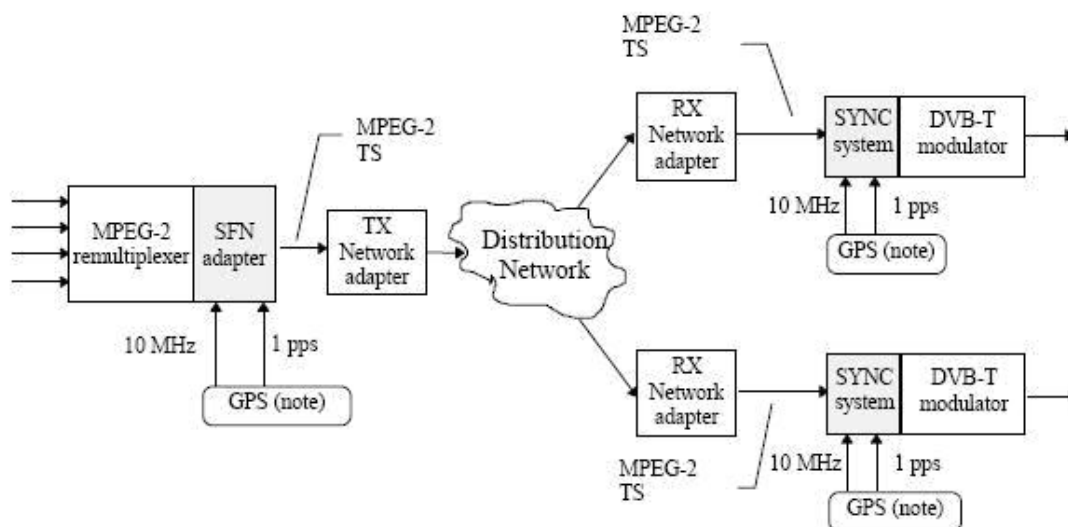 MPEG-2
TS
RX
Network
adapter
SYNC
system
DVB-T
modulator
10 MHz
1 pps
GPS (note)
MPEG-2
TS
MPEG-2
remultiplexer
SFN
adapter
TX
Network
adapter
Distribution
Network
10 MHz
1 pps
GPS (note)
RX
Network
adapter
SYNC
system
DVB-T
modulator
MPEG-2
TS
10 MHz
1 pps
GPS (note)